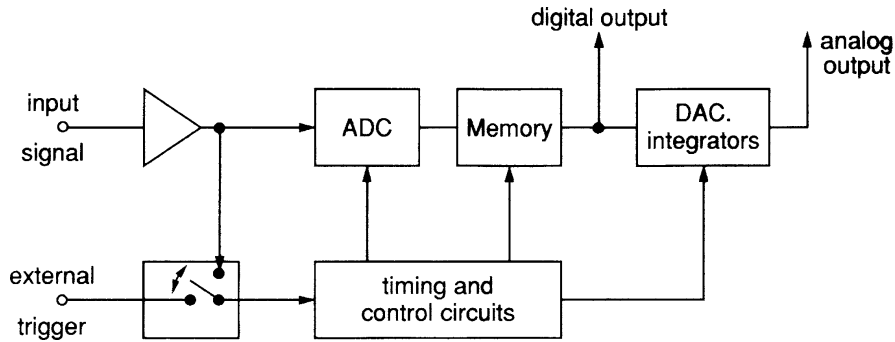 digital output
analog
output
input
signal
ADC
Memory
DAC.
integrators
external
trigger
timing and
control circuits